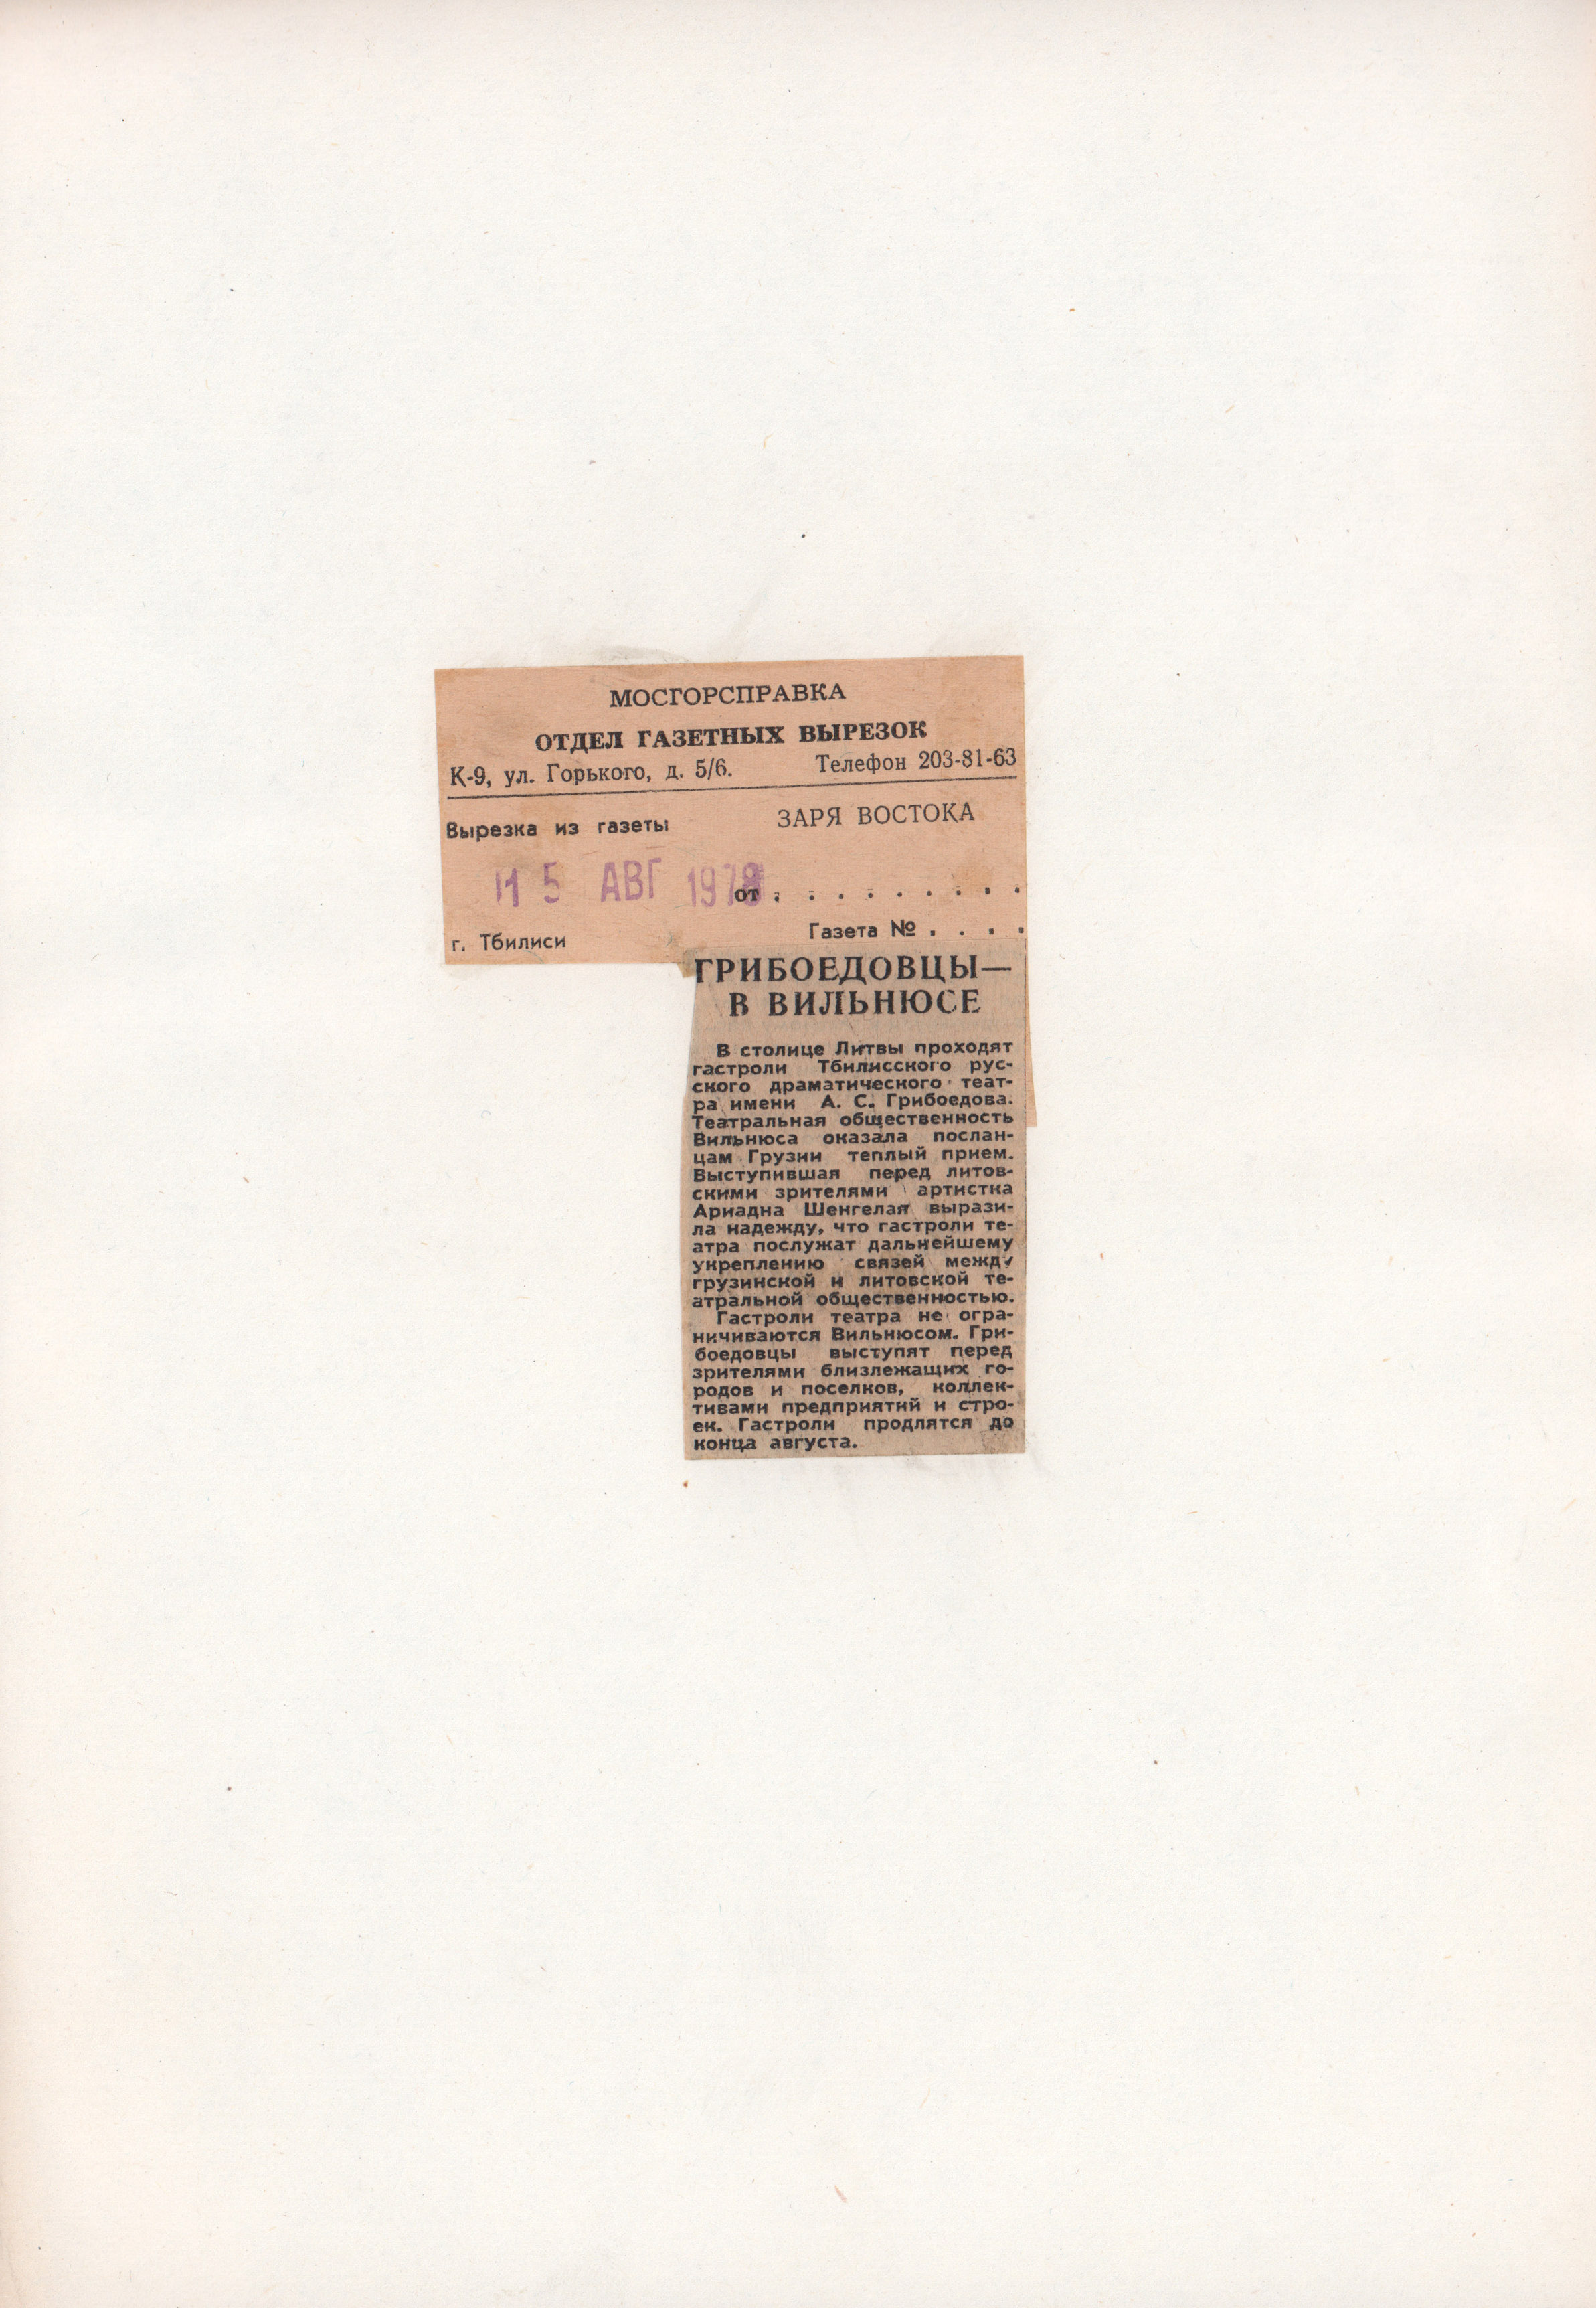 МОСГОРСПРАВКА
ОТДЕЛ ГАЗЕТНЫХ ВЫРЕЗОК
К-9, ул. Горького, д. 5/6. Телефон 203-81-63
Вырезка из газеты ЗАРЯ ВОСТОКА
15 АВГ 1978 от . . . . . . . . .
г. Тбилиси Газета № . . . .
ГРИБОЕДОВЦЫ—
В ВИЛЬНЮСЕ
В столице Литвы проходят
гастроли Тбилисского рус-
ского драматического теат-
ра имени А. С. Грибоедова.
Театральная общественность
Вильнюса оказала послан-
цам Грузии теплый прием.
Выступившая перед литов-
скими зрителями артистка
Ариадна Шенгелая вырази-
ла надежду, что гастроли те-
атра послужат дальнейшему
укреплению связей между
грузинской и литовской те-
атральной общественностью.
Гастроли театра не огра-
ничиваются Вильнюсом. Гри-
боедовцы выступят перед
зрителями близлежащих го-
родов и поселков, коллек-
тивами предприятий и стро-
ек. Гастроли продлятся до
конца августа.